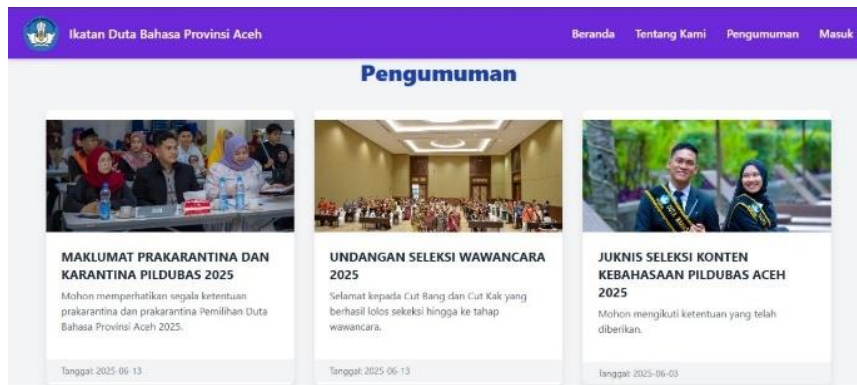 Ikatan Duta Bahasa Provinsi Aceh
Beranda Tentang Kami Pengumuman Masuk
Pengumuman
MAKLUMAT PRAKARANTINA DAN
KARANTINA PILDUBAS 2025
Mohon memperhatikan segala ketentuan
prakarantina dan prakarantina Pemilihan Duta
Bahasa Provinsi Aceh 2025.
Tanggal: 2025-06-13
UNDANGAN SELEKSI WAWANCARA
2025
Selamat kepada Cut Bang dan Cut Kak yang
berhasil lolos sekeksi hingga ke tahap
wawancara.
Tanggal: 2025-06-13
JUKNIS SELEKSI KONTEN
KEBAHASAAN PILDUBAS ACEH
2025
Mohon mengikuti ketentuan yang telah
diberikan.
Tanggal: 2025-06-03